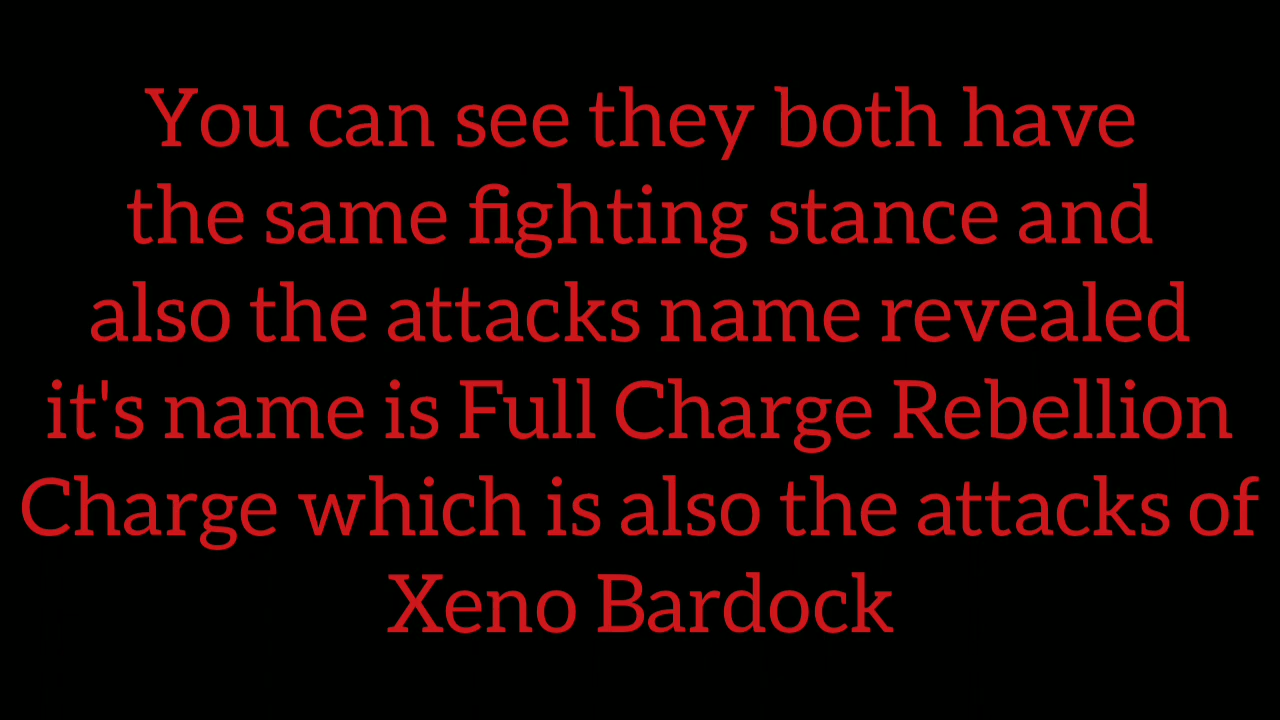 You can see they both have
the same fighting stance and
also the attacks name revealed
it's name is Full Charge Rebellion
Charge which is also the attacks of
Xeno Bardock